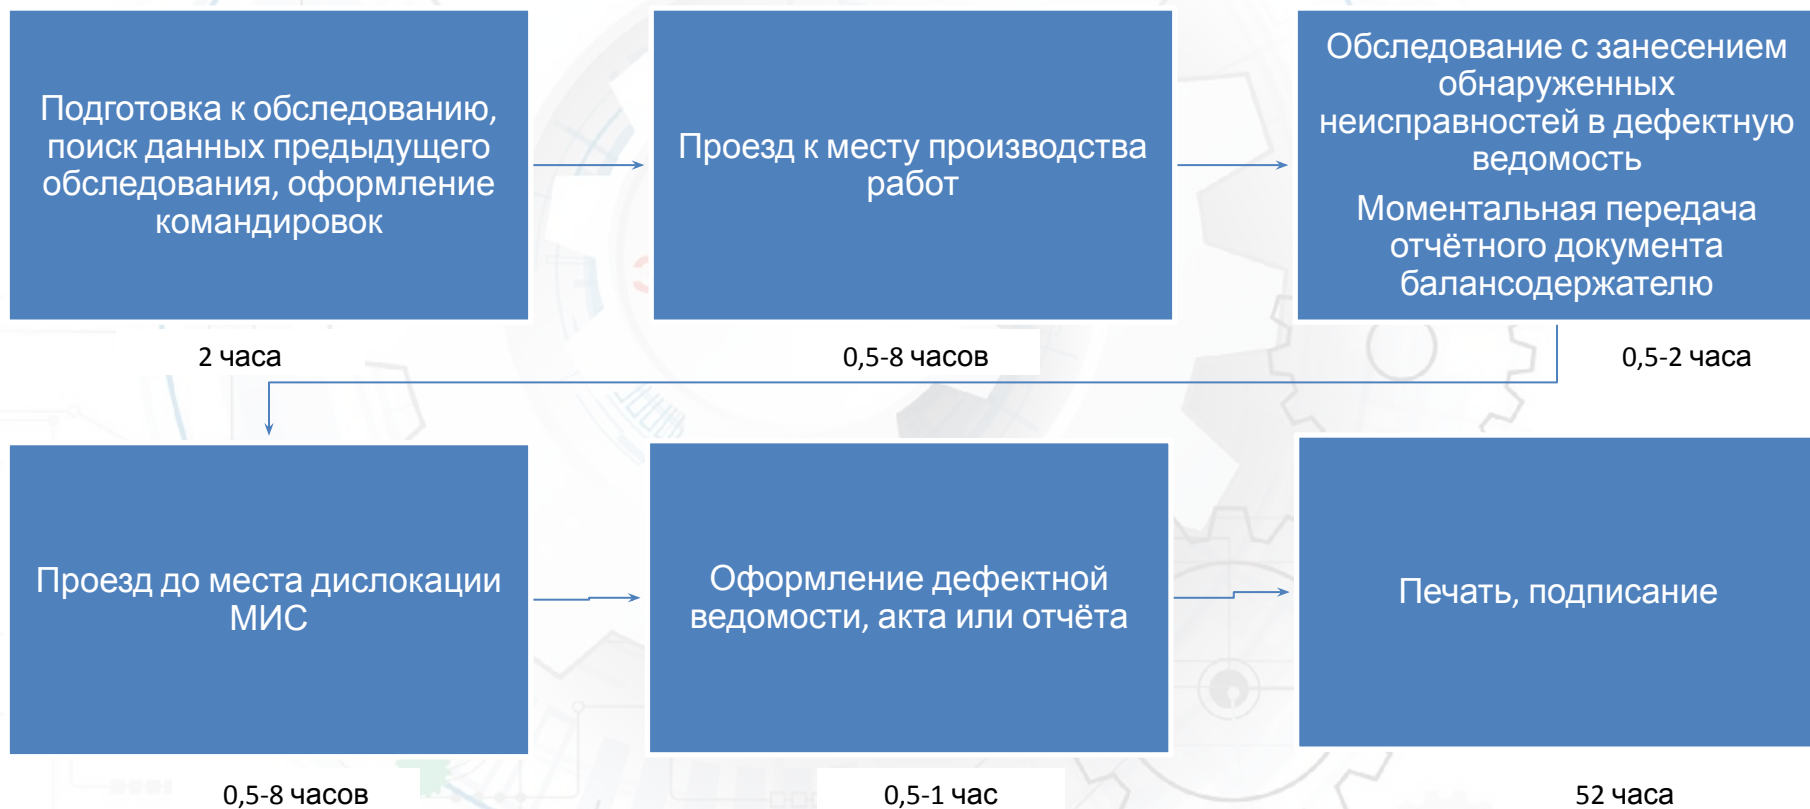 Подготовка к обследованию,
поиск данных предыдущего
обследования, оформление
командировок
Проезд к месту производства
работ
Обследование с занесением
обнаруженных
неисправностей в дефектную
ведомость
Моментальная передача
отчётного документа
балансодержателю
2 часа
0,5-8 часов
0,5-2 часа
Проезд до места дислокации
МИС
Оформление дефектной
ведомости, акта или отчёта
Печать, подписание
0,5-8 часов
0,5-1 час
52 часа